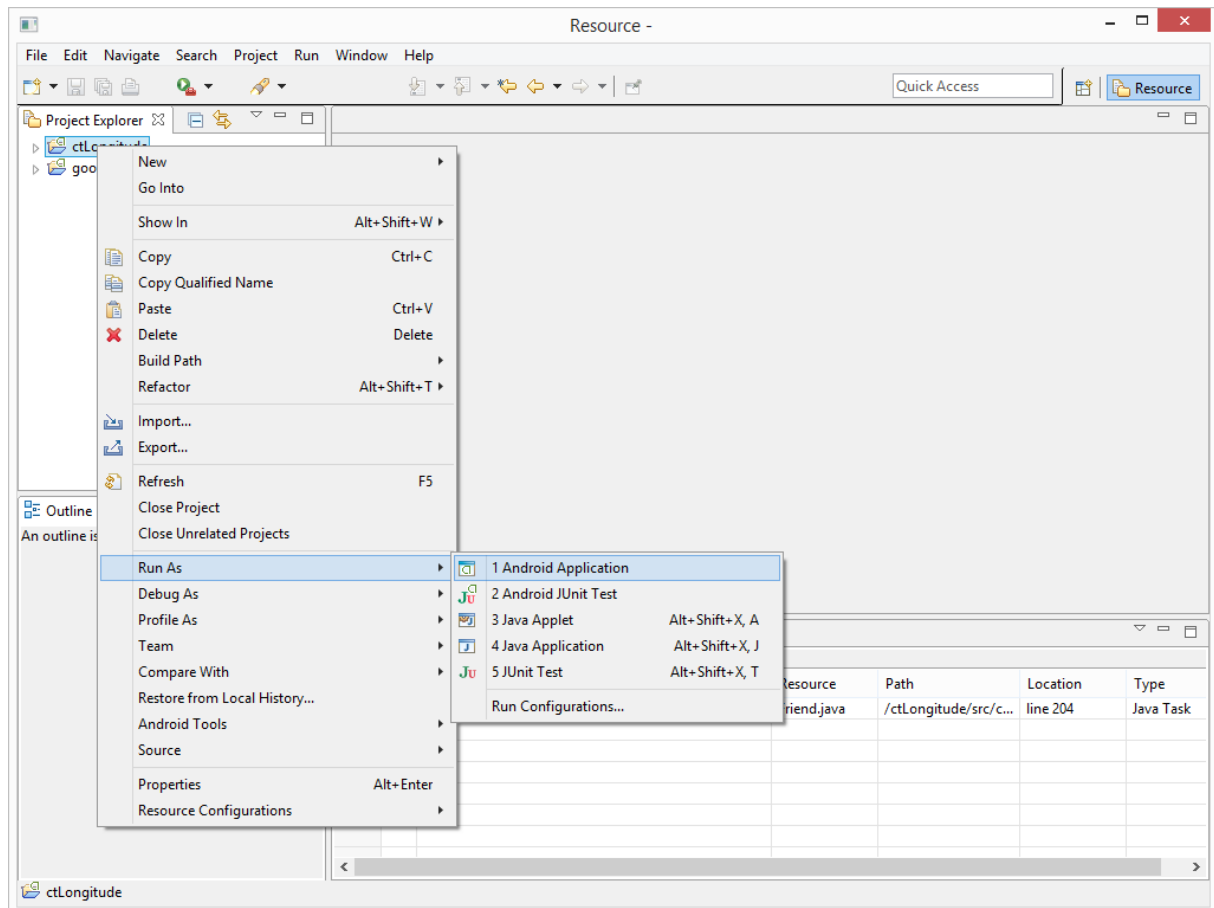 Resource -
File Edit Navigate Search Project Run Window Help
Quick Access
Resource
Project Explorer
ctLongitude
goo
New
Go Into
Show In Alt+Shift+W
Copy Ctrl+C
Copy Qualified Name
Paste Ctrl+V
Delete Delete
Build Path
Refactor Alt+Shift+T
Import...
Export...
Refresh F5
Close Project
Close Unrelated Projects
Outline
An outline is
Run As
Debug As
Profile As
Team
Compare With
Restore from Local History...
Android Tools
Source
Properties Alt+Enter
Resource Configurations
1 Android Application
2 Android JUnit Test
3 Java Applet Alt+Shift+X, A
4 Java Application Alt+Shift+X, J
5 JUnit Test Alt+Shift+X, T
Run Configurations...
Resource Path Location Type
riend.java /ctLongitude/src/c... line 204 Java Task
ctLongitude